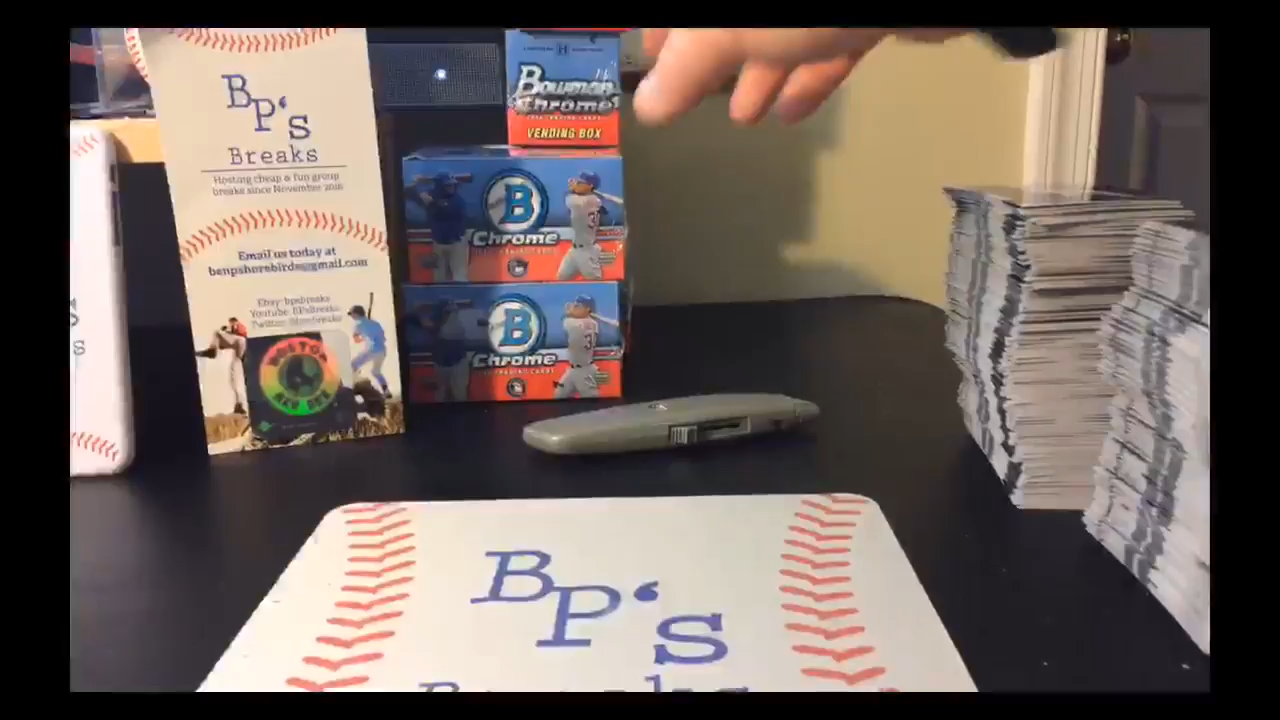 BP's
Breaks
Hosting cheap & fun group
breaks since November 2016
Email us today at
benpshorebirds@gmail.com
Ebay: bpsbreaks
Youtube: BPsBreaks
Twitter:
Bowman
Chrome
VENDING BOX
B
Chrome
B
Chrome
BP's
Breaks